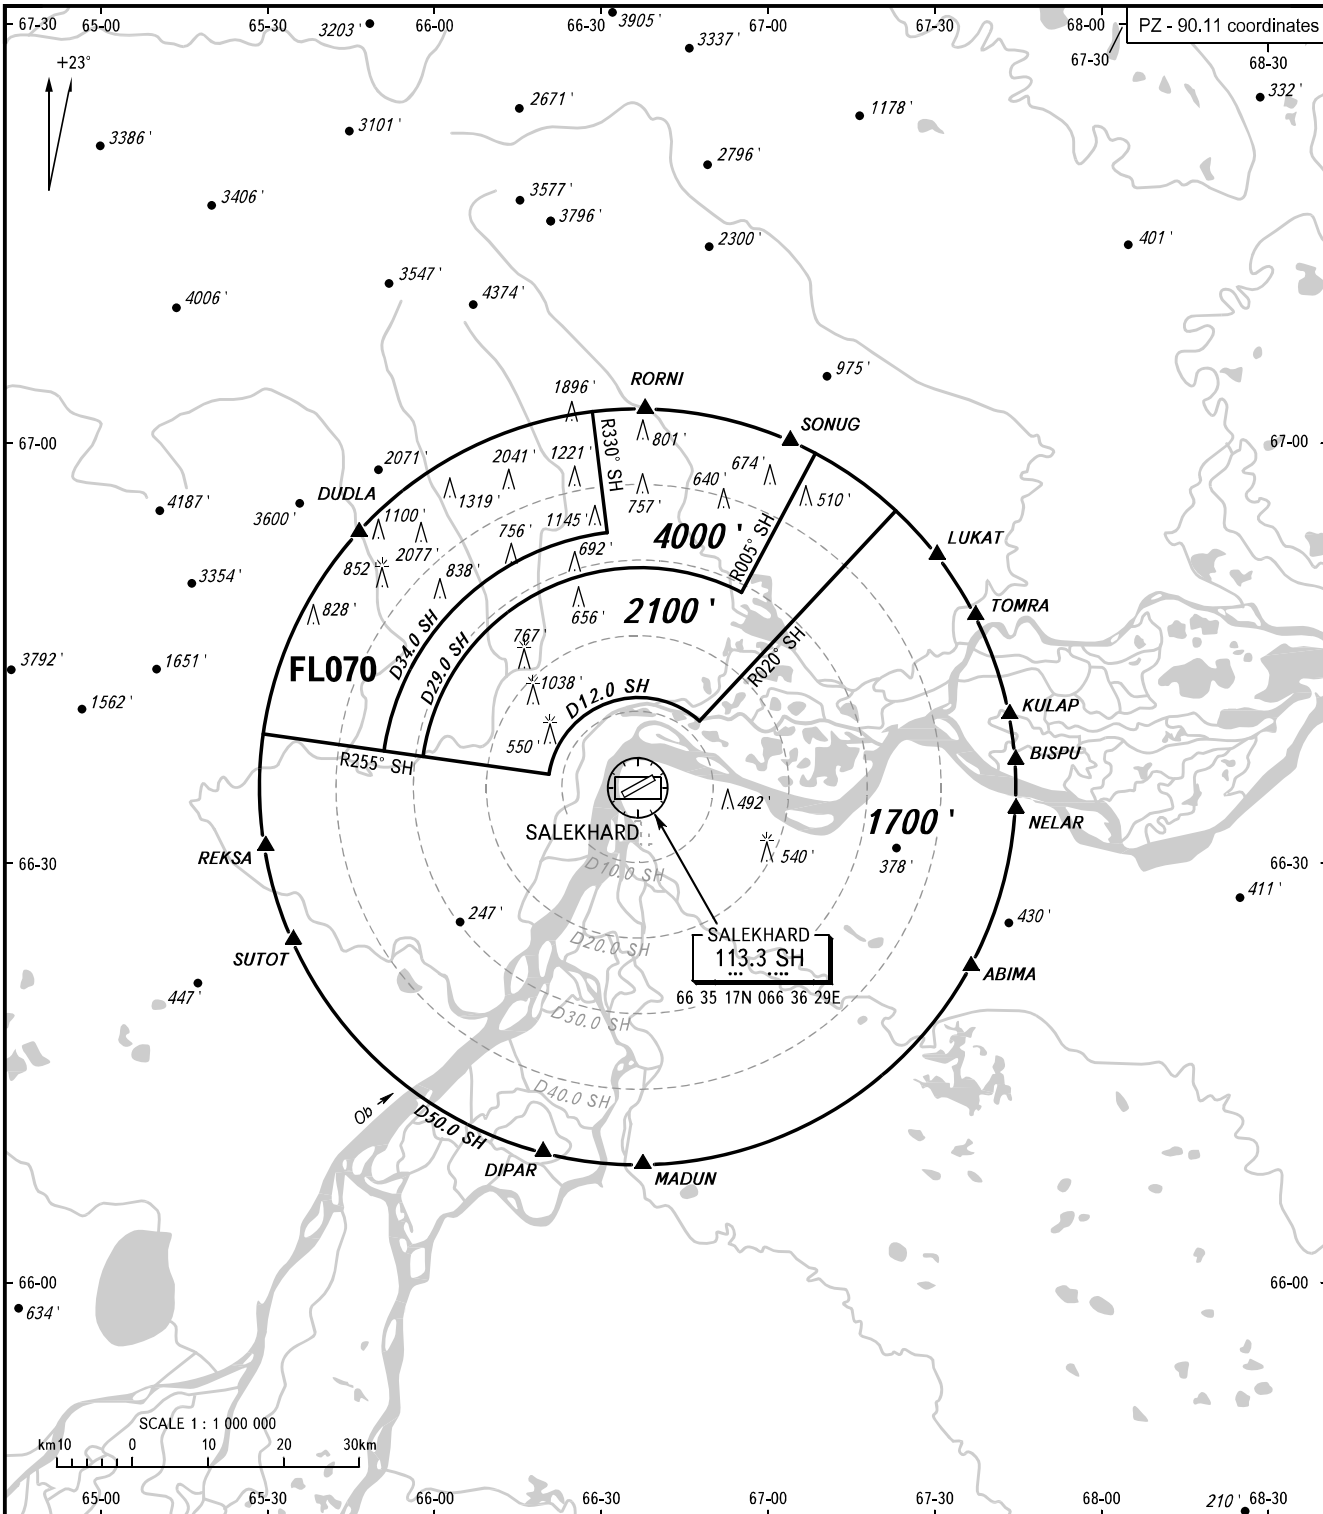 67-30 65-00 65-30 66-00 66-30 67-00 67-30 68-00
PZ - 90.11 coordinates
67-30
68-30
+23°
3203 '
3905 '
3337 '
332 '
2671 '
1178 '
3101 '
3386 '
2796 '
3406 '
3577 '
3796 '
2300 '
401 '
3547 '
4374 '
4006 '
975 '
RORNI
1896 '
SONUG
67-00
67-00
R330° SH
801 '
2071 '
2041 '
1221 '
674 '
640 '
DUDLA
4187 '
3600 '
1319 '
757 '
510 '
1100 '
1145 '
756 '
4000 '
LUKAT
2077 '
692 '
R005° SH
852 '
838 '
3354 '
828 '
656 '
2100 '
TOMRA
767 '
R020° SH
D34.0 SH
D29.0 SH
3792 '
1651 '
FL070
1038 '
D12.0 SH
1562 '
KULAP
550 '
R255° SH
BISPU
492 '
1700 '
NELAR
SALEKHARD
REKSA
540 '
378 '
66-30
66-30
D10.0 SH
411 '
247 '
430 '
SUTOT
D20.0 SH
SALEKHARD
113.3 SH
ABIMA
447 '
66 35 17N 066 36 29E
D30.0 SH
D40.0 SH
Ob
D50.0 SH
DIPAR
MADUN
66-00
66-00
634 '
SCALE 1 : 1 000 000
km10 0 10 20 30km
65-00 65-30 66-00 66-30 67-00 67-30 68-00 210 ' 68-30